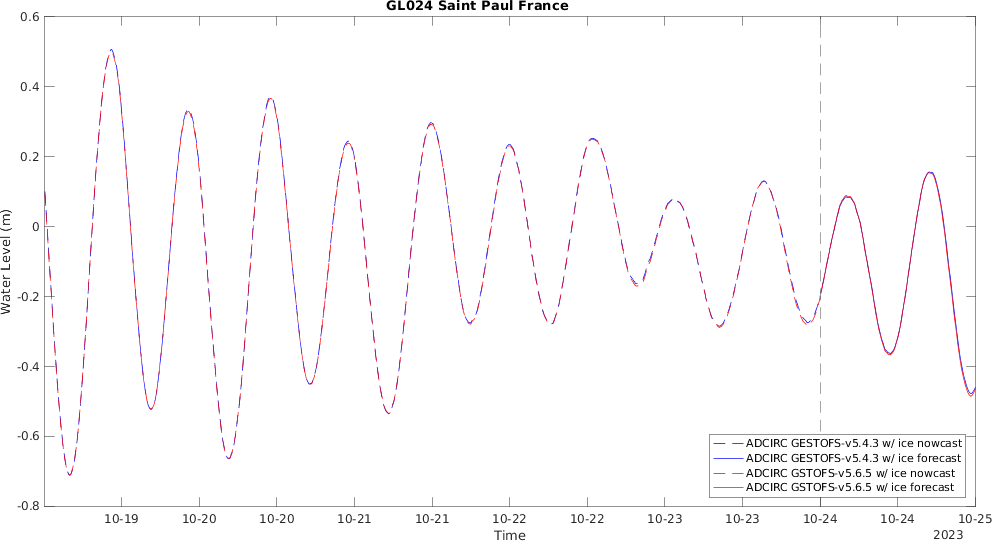 GL024 Saint Paul France
0.6
0.4
0.2
0
-0.2
-0.4
-0.6
-0.8
Water Level (m)
ADCIRC GESTOFS-v5.4.3 w/ ice nowcast
ADCIRC GESTOFS-v5.4.3 w/ ice forecast
ADCIRC GSTOFS-v5.6.5 w/ ice nowcast
ADCIRC GSTOFS-v5.6.5 w/ ice forecast
10-19 10-20 10-20 10-21 10-21 10-22 10-22 10-23 10-23 10-24 10-24 10-25
Time
2023